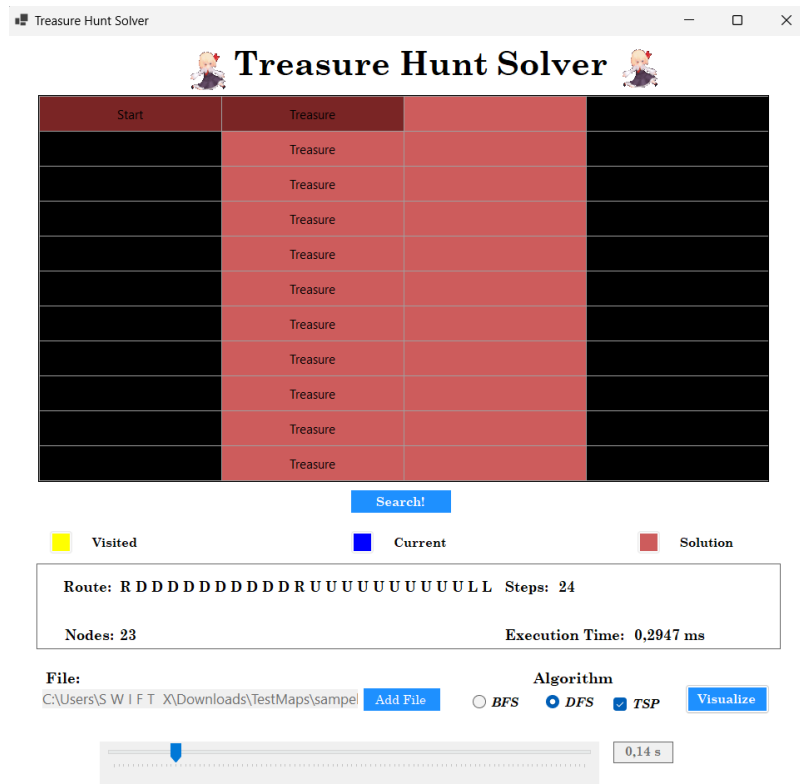 Treasure Hunt Solver
Treasure Hunt Solver
Start Treasure
Treasure
Treasure
Treasure
Treasure
Treasure
Treasure
Treasure
Treasure
Treasure
Treasure
Search!
Visited Current Solution
Route: R D D D D D D D D D D R U U U U U U U U U U L L Steps: 24
Nodes: 23 Execution Time: 0,2947 ms
File: Algorithm
C:\Users\S W I F T X\Downloads\TestMaps\sampel Add File BFS DFS TSP Visualize
0,14 s